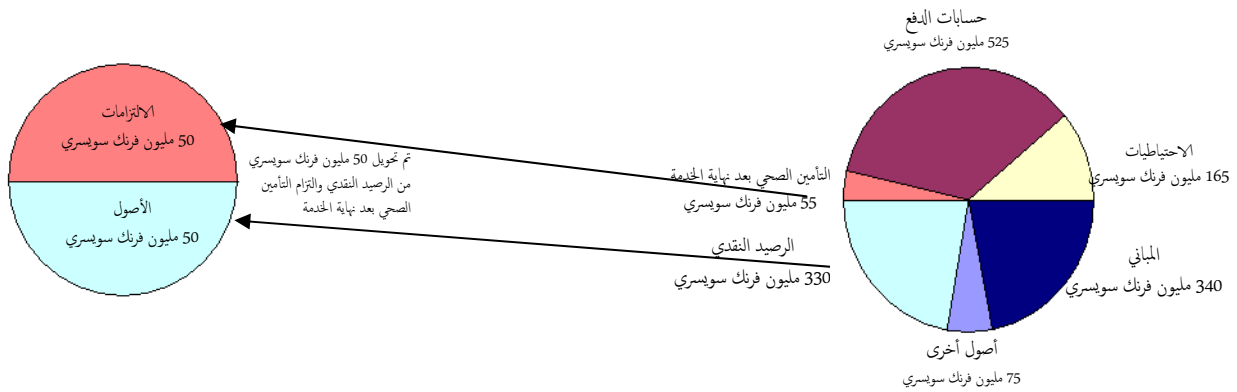 حسابات الدفع
525 مليون فرنك سويسري
الاحتياطيات
165 مليون فرنك سويسري
التأمين الصحي بعد نهاية الخدمة
55 مليون فرنك سويسري
الرصيد النقدي
330 مليون فرنك سويسري
المباني
340 مليون فرنك سويسري
أصول أخرى
75 مليون فرنك سويسري
تم تحويل 50 مليون فرنك سويسري
من الرصيد النقدي والتزام التأمين
الصحي بعد نهاية الخدمة
الالتزامات
50 مليون فرنك سويسري
الأصول
50 مليون فرنك سويسري